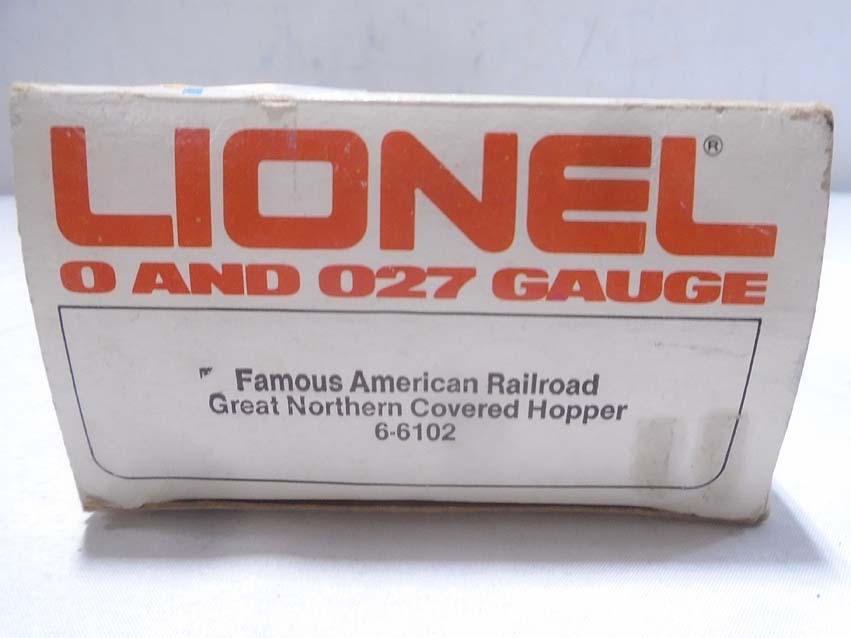 LIONEL®
O AND O27 GAUGE
Famous American Railroad
Great Northern Covered Hopper
6-6102